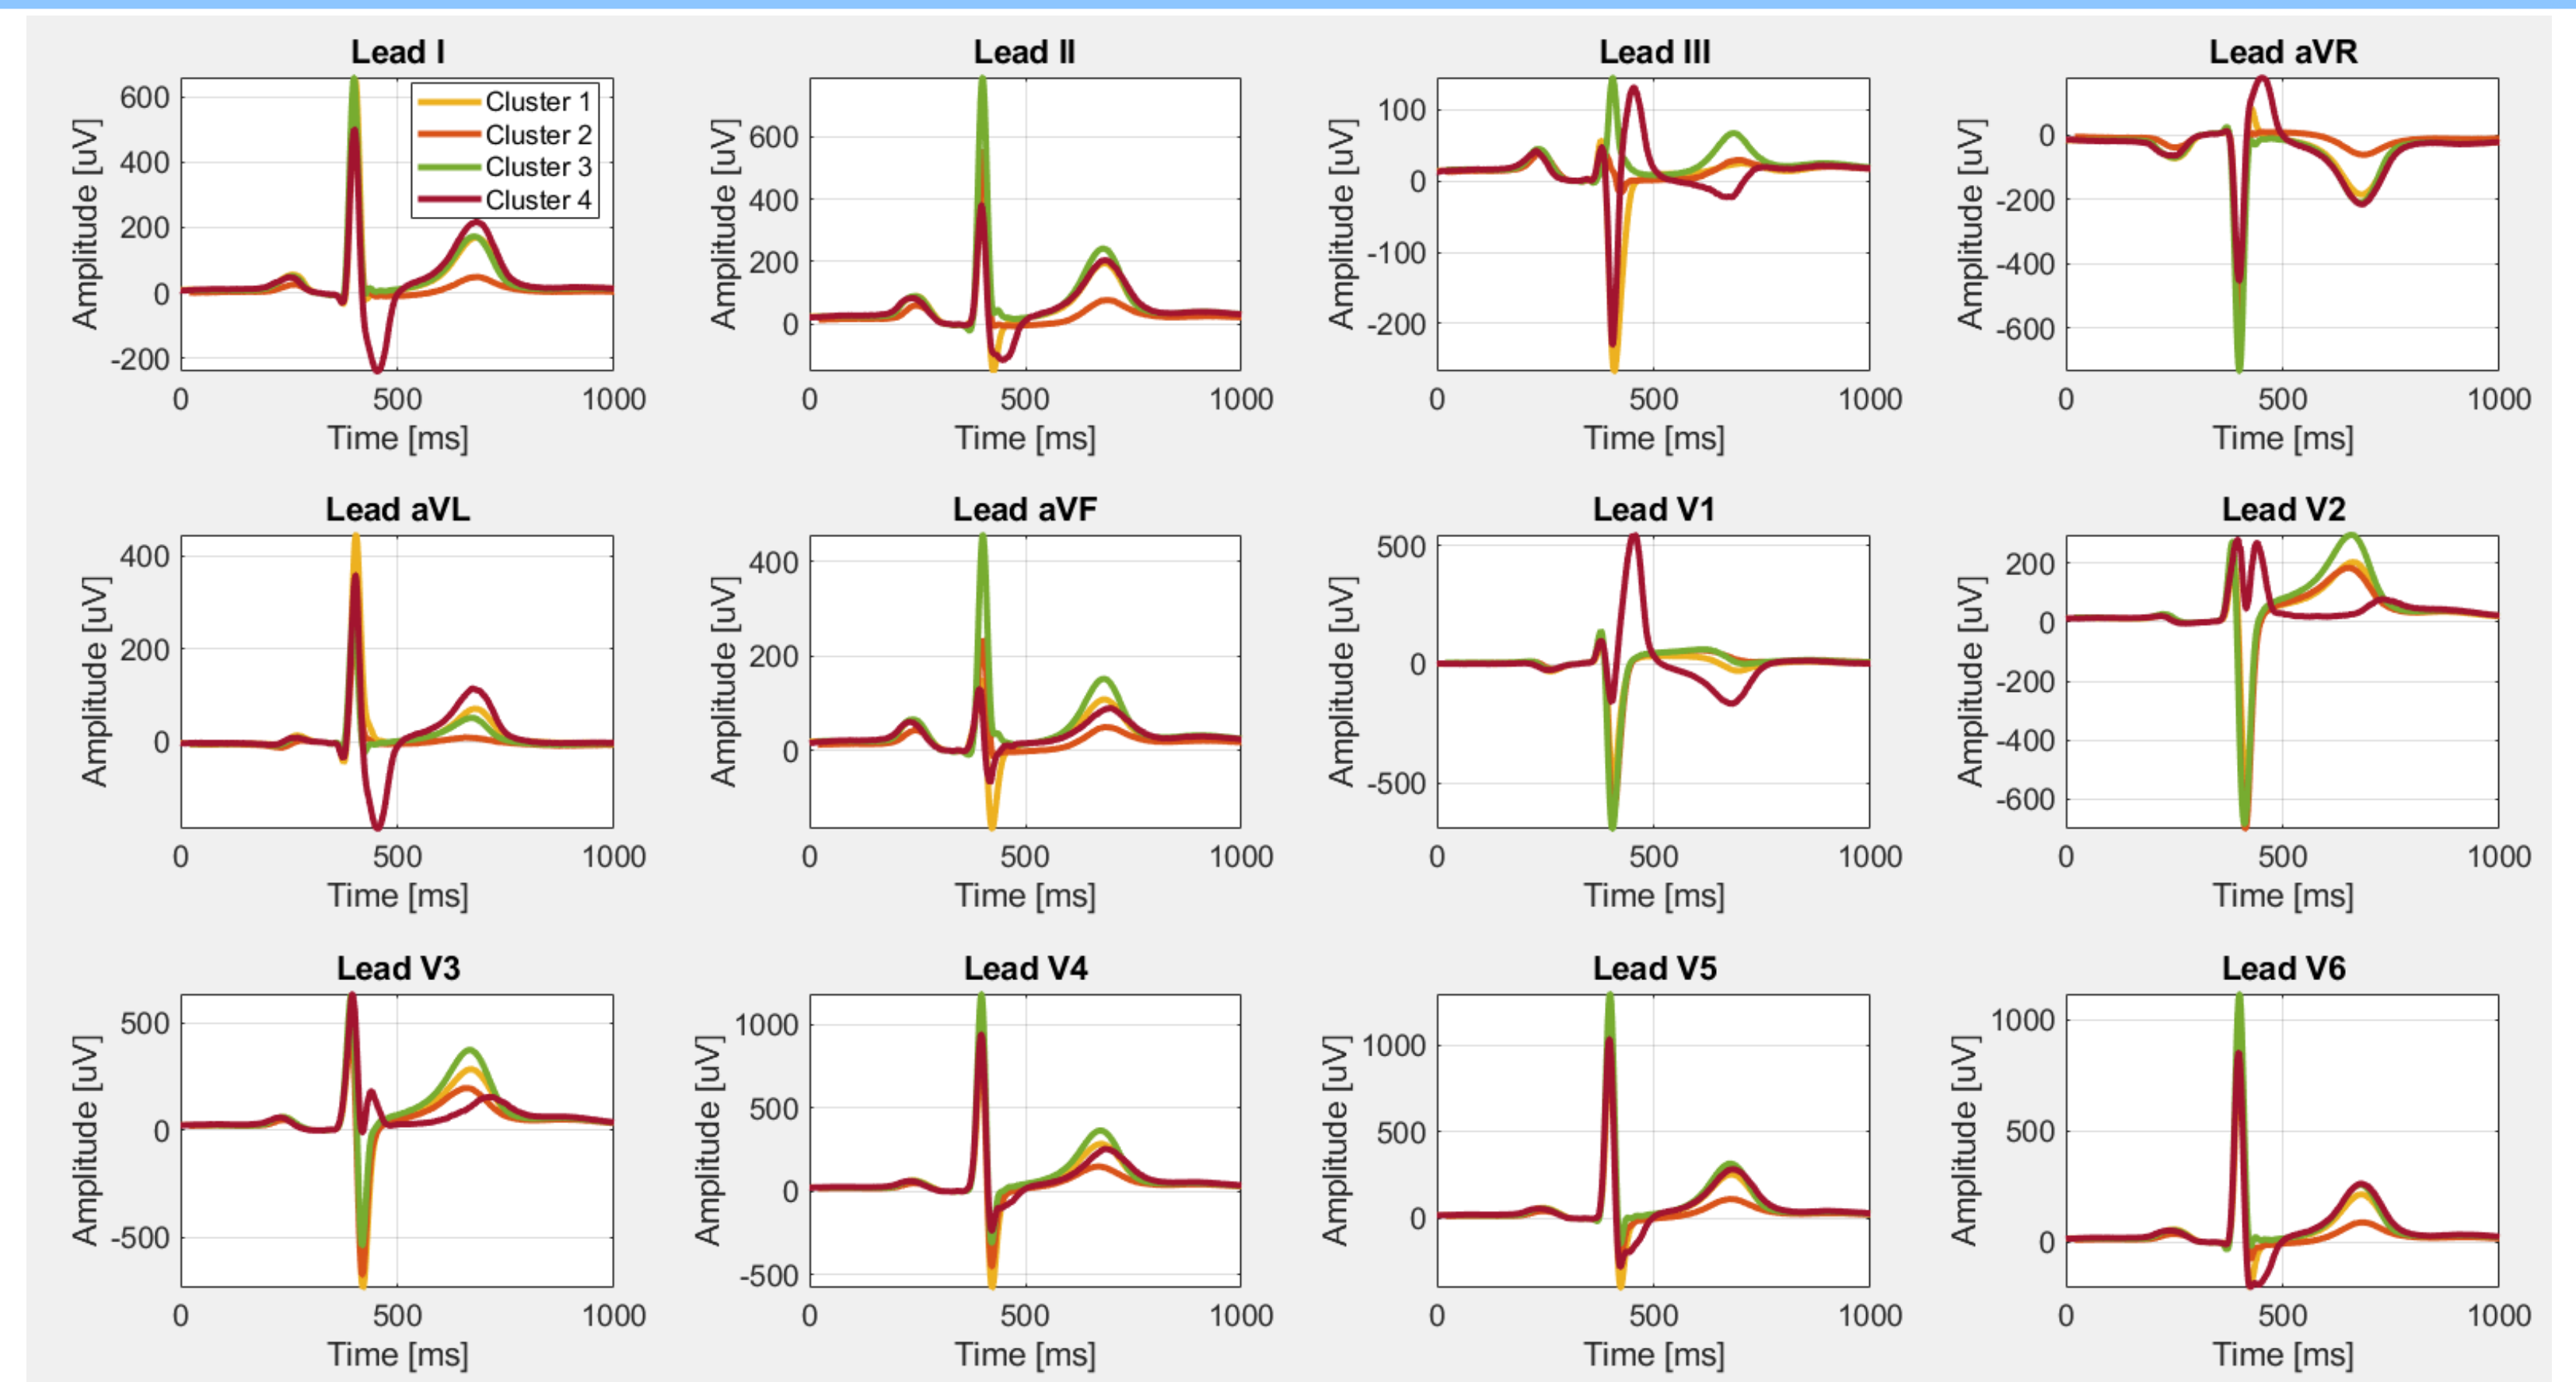 Lead I
Amplitude [uV]
600
400
200
0
-200
Cluster 1
Cluster 2
Cluster 3
Cluster 4
0 500 1000
Time [ms]
Lead II
Amplitude [uV]
600
400
200
0
0 500 1000
Time [ms]
Lead III
Amplitude [uV]
100
0
-100
-200
0 500 1000
Time [ms]
Lead aVR
Amplitude [uV]
0
-200
-400
-600
0 500 1000
Time [ms]
Lead aVL
Amplitude [uV]
400
200
0
0 500 1000
Time [ms]
Lead aVF
Amplitude [uV]
400
200
0
0 500 1000
Time [ms]
Lead V1
Amplitude [uV]
500
0
-500
0 500 1000
Time [ms]
Lead V2
Amplitude [uV]
200
0
-200
-400
-600
0 500 1000
Time [ms]
Lead V3
Amplitude [uV]
500
0
-500
0 500 1000
Time [ms]
Lead V4
Amplitude [uV]
1000
500
0
-500
0 500 1000
Time [ms]
Lead V5
Amplitude [uV]
1000
500
0
0 500 1000
Time [ms]
Lead V6
Amplitude [uV]
1000
500
0
0 500 1000
Time [ms]